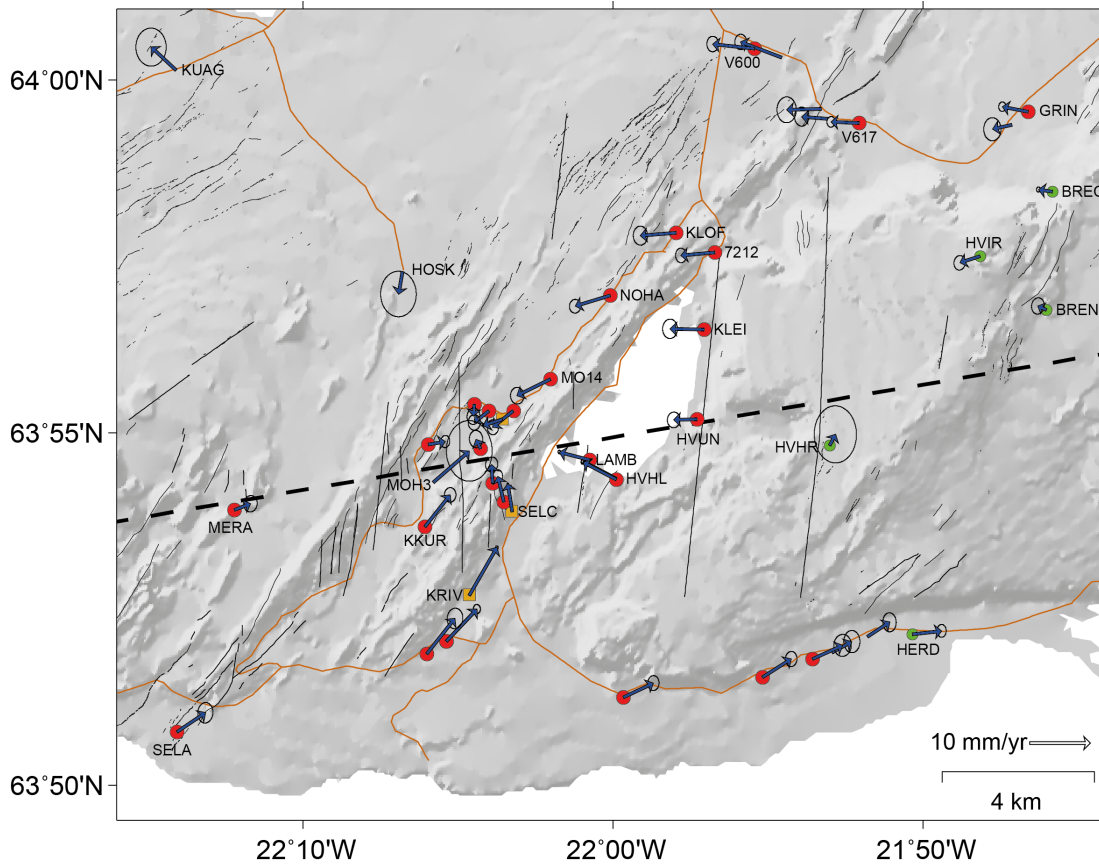 KUAG
V600
64°00'N
GRIN
V617
BREC
KLOF
HVIR
7212
HOSK
NOHA
BREN
KLEI
MO14
63°55'N
HVUN
HVHR
LAMB
MOH3
HVHL
SELC
MERA
KKUR
KRIV
HERD
SELA
10 mm/yr
63°50'N
4 km
22°10'W
22°00'W
21°50'W